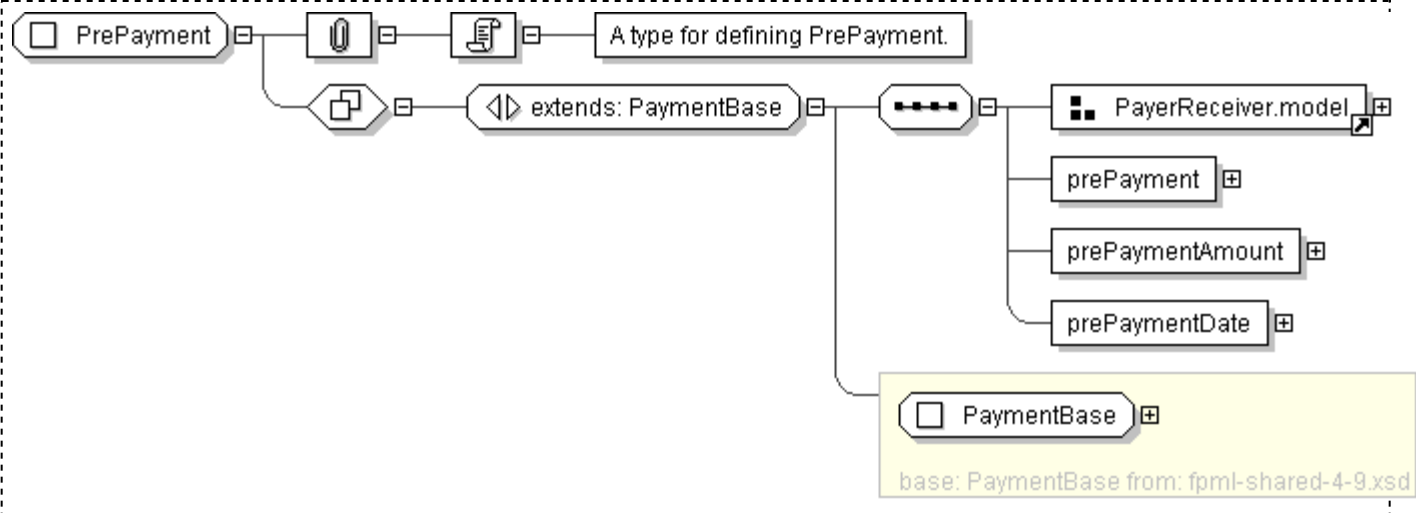 PrePayment
A type for defining PrePayment.
extends: PaymentBase
PayerReceiver.model
prePayment
prePaymentAmount
prePaymentDate
PaymentBase
base: PaymentBase from: fpml-shared-4-9.xsd